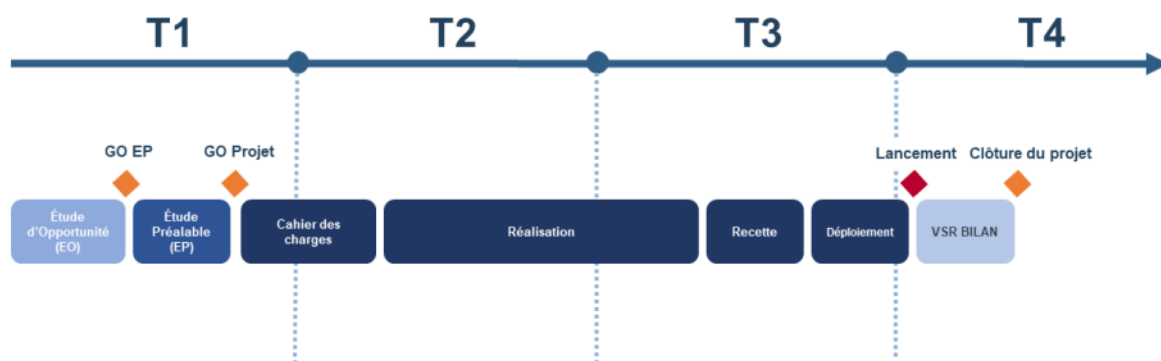 T1
T2
T3
T4
GO EP
GO Projet
Lancement
Clôture du projet
Étude
d'Opportunité
(EO)
Étude
Préalable
(EP)
Cahier des
charges
Réalisation
Recette
Déploiement
VSR BILAN